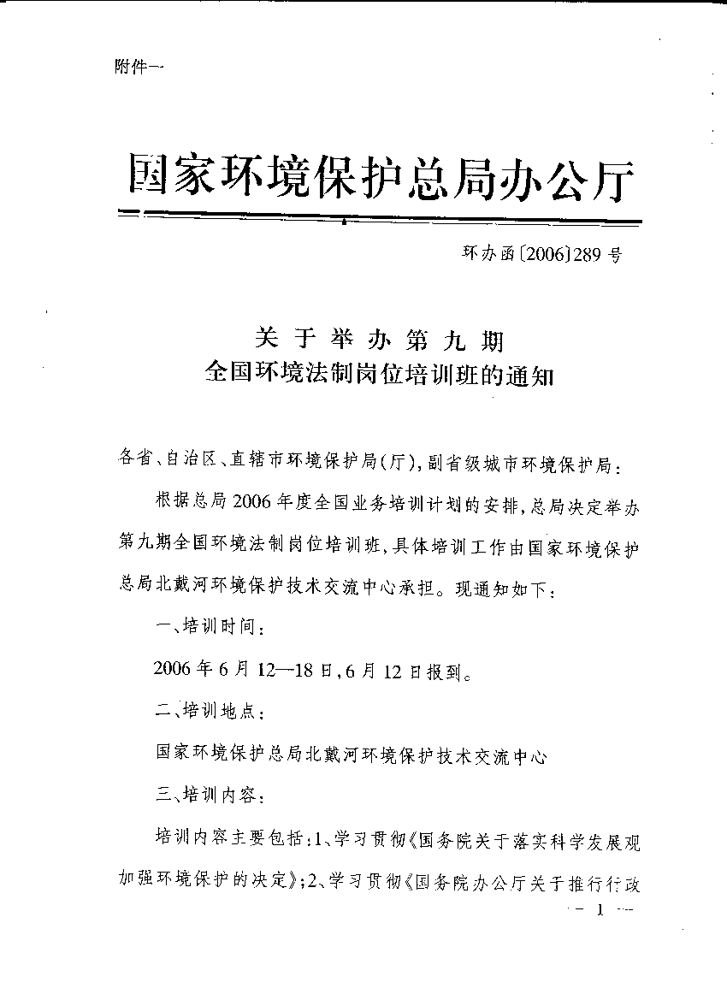 附件一
国家环境保护总局办公厅
环办函〔2006〕289号
关于举办第九期
全国环境法制岗位培训班的通知
各省、自治区、直辖市环境保护局(厅),副省级城市环境保护局:
根据总局2006年度全国业务培训计划的安排,总局决定举办
第九期全国环境法制岗位培训班,具体培训工作由国家环境保护
总局北戴河环境保护技术交流中心承担。现通知如下:
一、培训时间:
2006年6月12—18日,6月12日报到。
二、培训地点:
国家环境保护总局北戴河环境保护技术交流中心
三、培训内容:
培训内容主要包括:1、学习贯彻《国务院关于落实科学发展观
加强环境保护的决定》;2、学习贯彻《国务院办公厅关于推行行政
— 1 —